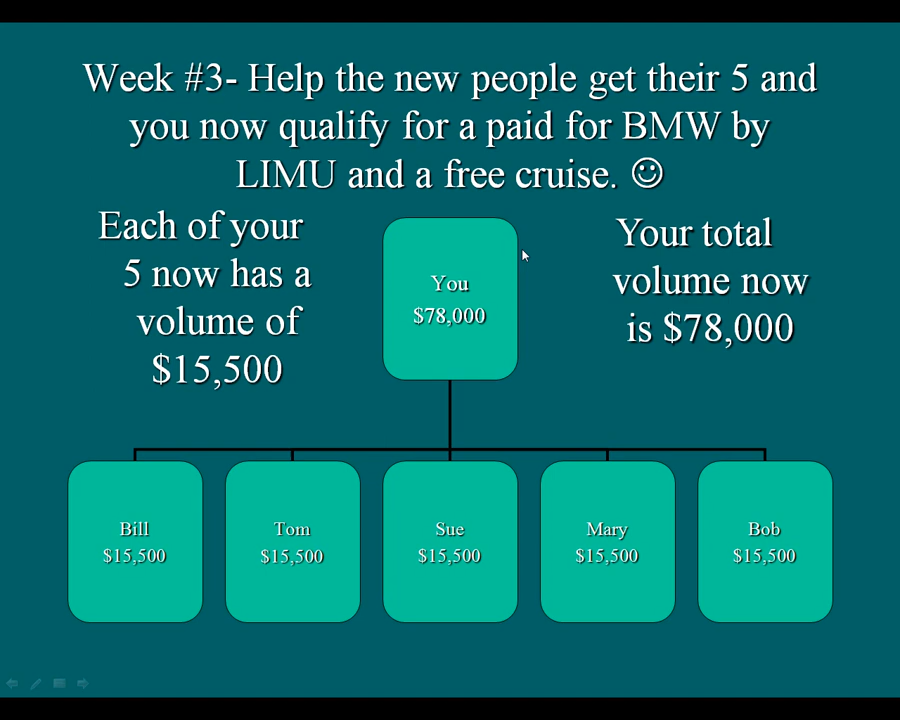 Week #3- Help the new people get their 5 and
you now qualify for a paid for BMW by
LIMU and a free cruise. ☺
Each of your
5 now has a
volume of
$15,500
Your total
volume now
is $78,000
You
$78,000
Bill
$15,500
Tom
$15,500
Sue
$15,500
Mary
$15,500
Bob
$15,500